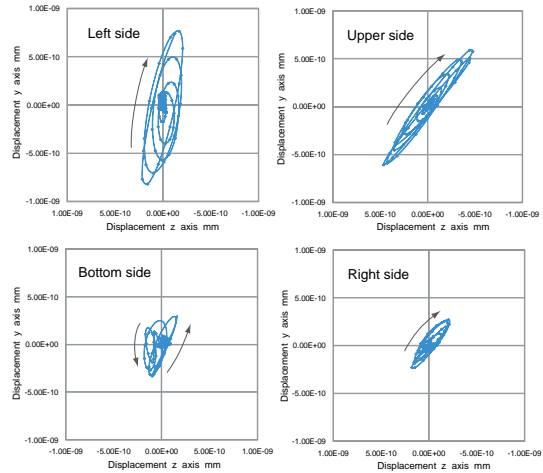 1.00E-09
5.00E-10
0.00E+00
-5.00E-10
-1.00E-09
1.00E-09 5.00E-10 0.00E+00 -5.00E-10 -1.00E-09
Displacement y axis mm
Displacement z axis mm
Left side
1.00E-09
5.00E-10
0.00E+00
-5.00E-10
-1.00E-09
1.00E-09 5.00E-10 0.00E+00 -5.00E-10 -1.00E-09
Displacement y axis mm
Displacement z axis mm
Upper side
1.00E-09
5.00E-10
0.00E+00
-5.00E-10
-1.00E-09
-1.00E-09 -5.00E-10 0.00E+00 5.00E-10 1.00E-09
Displacement y axis mm
Displacement z axis mm
Bottom side
1.00E-09
5.00E-10
0.00E+00
-5.00E-10
-1.00E-09
1.00E-09 5.00E-10 0.00E+00 -5.00E-10 -1.00E-09
Displacement y axis mm
Displacement z axis mm
Right side